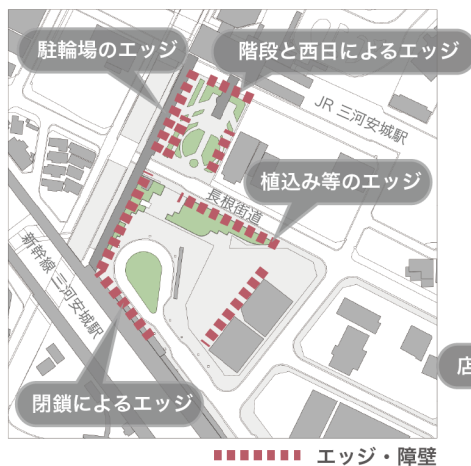 駐輪場のエッジ
階段と西日によるエッジ
JR 三河安城駅
植込み等のエッジ
長根街道
新幹線 三河安城駅
店
閉鎖によるエッジ
エッジ・障壁